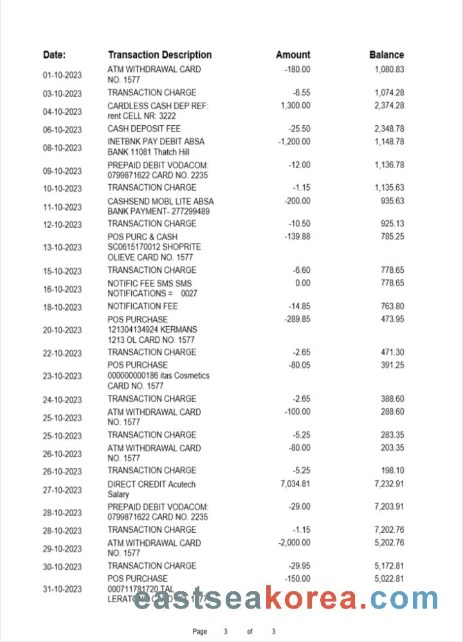 Date: Transaction Description Amount Balance
01-10-2023 ATM WITHDRAWAL CARD -180.00 1,080.83
NO. 1577
03-10-2023 TRANSACTION CHARGE -6.55 1,074.28
04-10-2023 CARDLESS CASH DEP REF: 1,300.00 2,374.28
rent CELL NR: 3222
06-10-2023 CASH DEPOSIT FEE -25.50 2,348.78
08-10-2023 INETBNK PAY DEBIT ABSA -1,200.00 1,148.78
BANK 11081 Thatch Hill
09-10-2023 PREPAID DEBIT VODACOM: -12.00 1,136.78
0799871622 CARD NO. 2235
10-10-2023 TRANSACTION CHARGE -1.15 1,135.63
11-10-2023 CASHSEND MOBL LITE ABSA -200.00 935.63
BANK PAYMENT- 277299489
12-10-2023 TRANSACTION CHARGE -10.50 925.13
13-10-2023 POS PURC & CASH -139.88 785.25
SC0615170012 SHOPRITE
OLIEVE CARD NO. 1577
15-10-2023 TRANSACTION CHARGE -6.60 778.65
16-10-2023 NOTIFIC FEE SMS SMS 0.00 778.65
NOTIFICATIONS = 0027
18-10-2023 NOTIFICATION FEE -14.85 763.80
20-10-2023 POS PURCHASE -289.85 473.95
121304134924 KERMANS
1213 OL CARD NO. 1577
22-10-2023 TRANSACTION CHARGE -2.65 471.30
23-10-2023 POS PURCHASE -80.05 391.25
000000000186 itas Cosmetics
CARD NO. 1577
24-10-2023 TRANSACTION CHARGE -2.65 388.60
25-10-2023 ATM WITHDRAWAL CARD -100.00 288.60
NO. 1577
25-10-2023 TRANSACTION CHARGE -5.25 283.35
26-10-2023 ATM WITHDRAWAL CARD -80.00 203.35
NO. 1577
26-10-2023 TRANSACTION CHARGE -5.25 198.10
27-10-2023 DIRECT CREDIT Acutech 7,034.81 7,232.91
Salary
28-10-2023 PREPAID DEBIT VODACOM: -29.00 7,203.91
0799871622 CARD NO. 2235
28-10-2023 TRANSACTION CHARGE -1.15 7,202.76
29-10-2023 ATM WITHDRAWAL CARD -2,000.00 5,202.76
NO. 1577
30-10-2023 TRANSACTION CHARGE -29.95 5,172.81
31-10-2023 POS PURCHASE -150.00 5,022.81
000711781720 TAL
LERATO
eastseakorea.com
Page 3 of 3